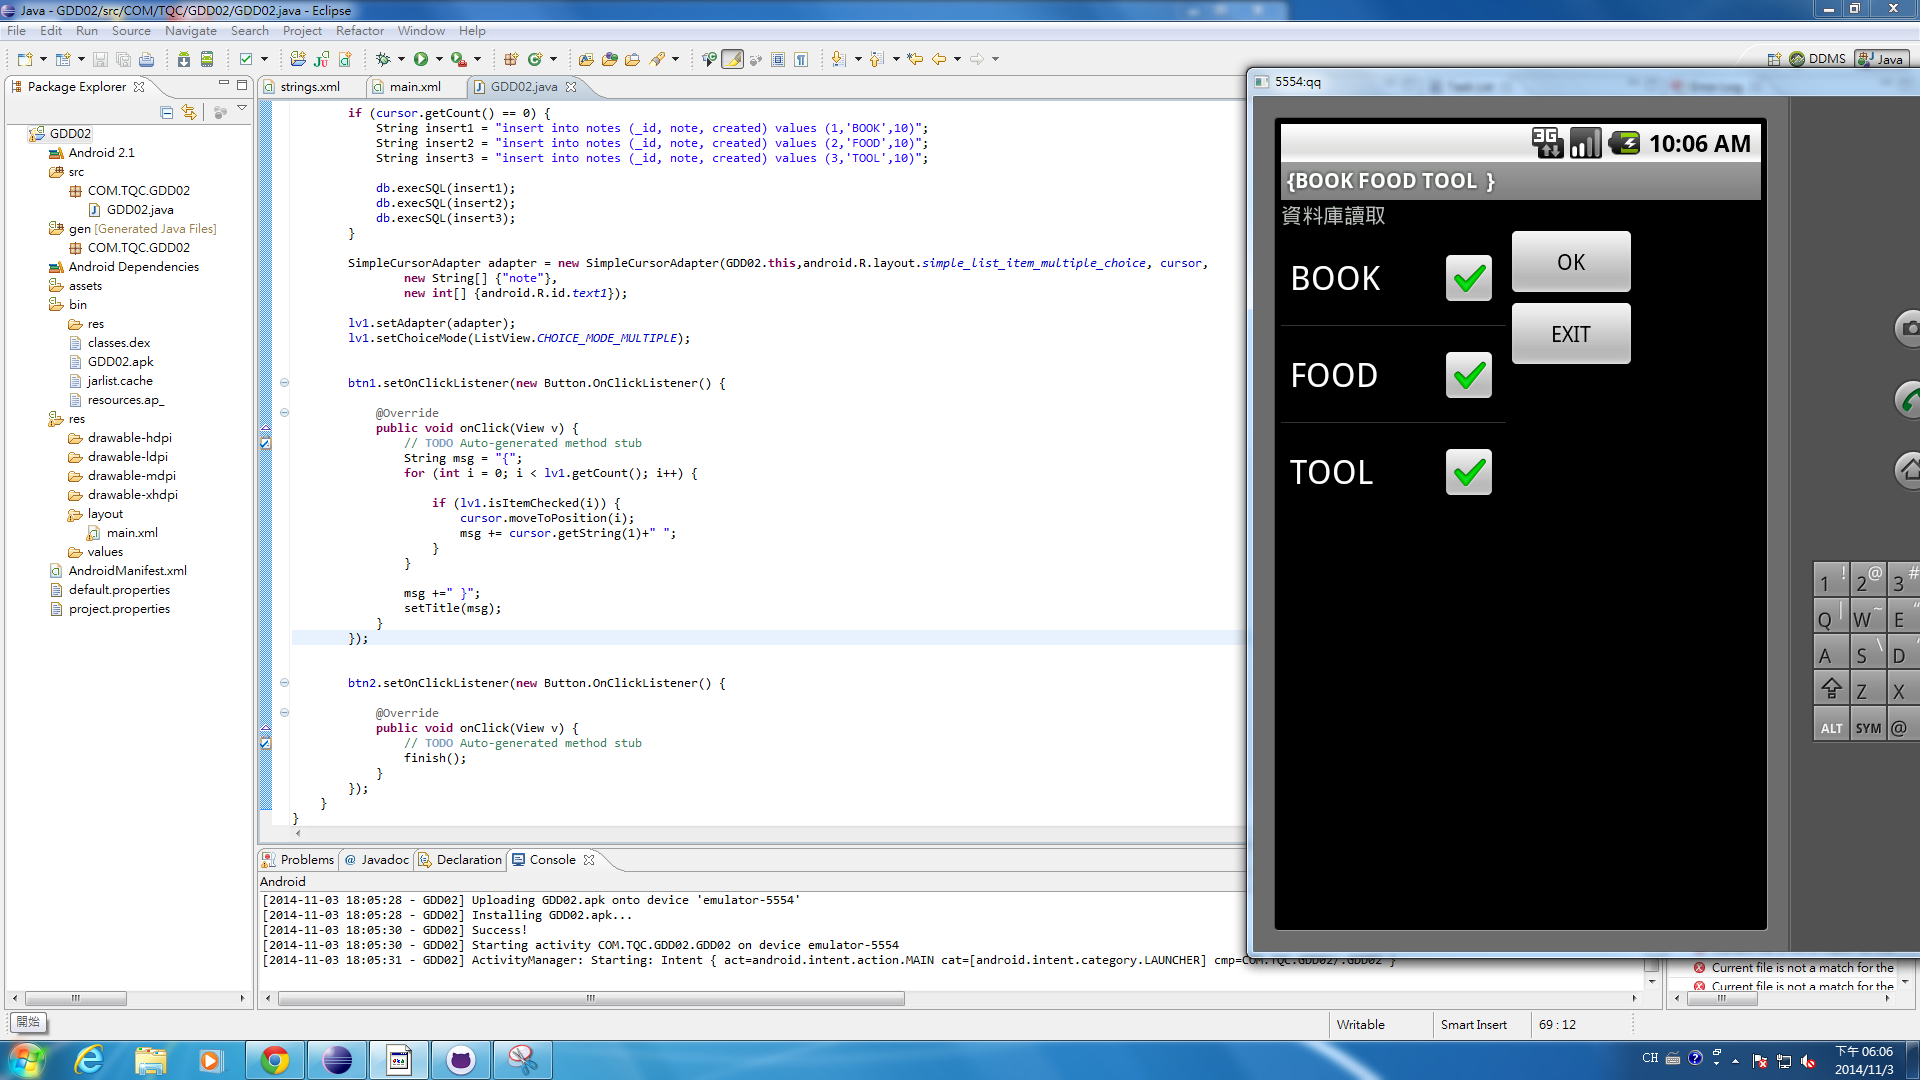 Java - GDD02/src/COM/TQC/GDD02/GDD02.java - Eclipse
File Edit Run Source Navigate Search Project Refactor Window Help
DDMS Java
Package Explorer
GDD02
Android 2.1
src
COM.TQC.GDD02
GDD02.java
gen [Generated Java Files]
COM.TQC.GDD02
Android Dependencies
assets
bin
res
classes.dex
GDD02.apk
jarlist.cache
resources.ap_
res
drawable-hdpi
drawable-ldpi
drawable-mdpi
drawable-xhdpi
layout
main.xml
values
AndroidManifest.xml
default.properties
project.properties
strings.xml main.xml GDD02.java
if (cursor.getCount() == 0) {
String insert1 = "insert into notes (_id, note, created) values (1,'BOOK',10)";
String insert2 = "insert into notes (_id, note, created) values (2,'FOOD',10)";
String insert3 = "insert into notes (_id, note, created) values (3,'TOOL',10)";
db.execSQL(insert1);
db.execSQL(insert2);
db.execSQL(insert3);
}
SimpleCursorAdapter adapter = new SimpleCursorAdapter(GDD02.this,android.R.layout.simple_list_item_multiple_choice, cursor,
new String[] {"note"},
new int[] {android.R.id.text1});
lv1.setAdapter(adapter);
lv1.setChoiceMode(ListView.CHOICE_MODE_MULTIPLE);
btn1.setOnClickListener(new Button.OnClickListener() {
@Override
public void onClick(View v) {
// TODO Auto-generated method stub
String msg = "{";
for (int i = 0; i < lv1.getCount(); i++) {
if (lv1.isItemChecked(i)) {
cursor.moveToPosition(i);
msg += cursor.getString(1)+" ";
}
}
msg +=" }";
setTitle(msg);
}
});
btn2.setOnClickListener(new Button.OnClickListener() {
@Override
public void onClick(View v) {
// TODO Auto-generated method stub
finish();
}
});
}
}
Problems @ Javadoc Declaration Console
Android
[2014-11-03 18:05:28 - GDD02] Uploading GDD02.apk onto device 'emulator-5554'
[2014-11-03 18:05:28 - GDD02] Installing GDD02.apk...
[2014-11-03 18:05:30 - GDD02] Success!
[2014-11-03 18:05:30 - GDD02] Starting activity COM.TQC.GDD02.GDD02 on device emulator-5554
[2014-11-03 18:05:31 - GDD02] ActivityManager: Starting: Intent { act=android.intent.action.MAIN cat=[android.intent.category.LAUNCHER] cmp=COM.TQC.GDD02/.GDD02 }
5554:qq
3G 10:06 AM
{BOOK FOOD TOOL }
資料庫讀取
BOOK
OK
EXIT
FOOD
TOOL
1 ! 2 @ 3 #
Q | W ~ E "
A S \ D '
Z X
ALT SYM @
Current file is not a match for the
Current file is not a match for the
開始
Writable Smart Insert 69 : 12
CH
下午 06:06
2014/11/3